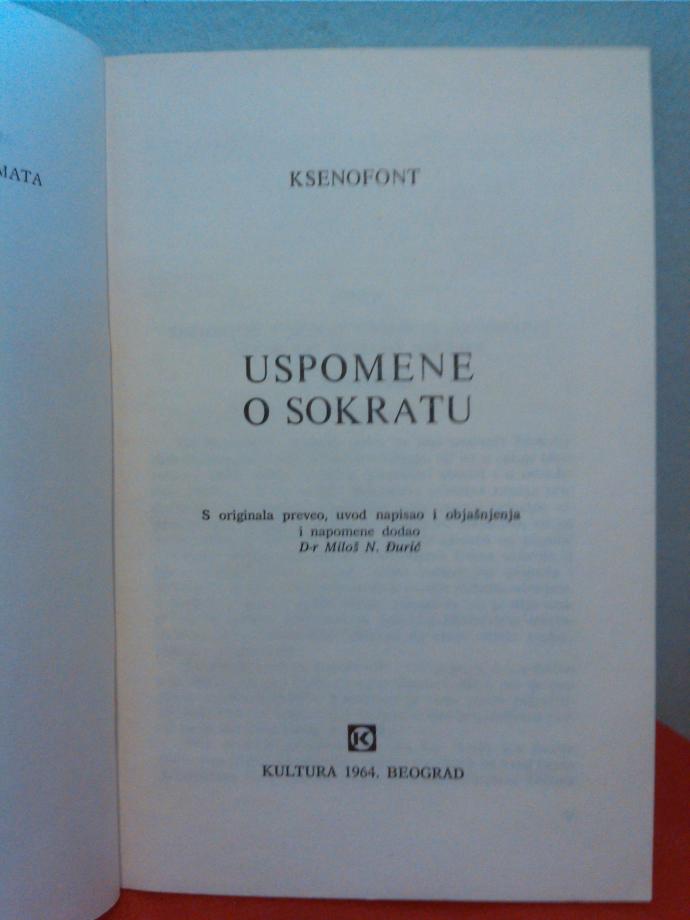 MATA
KSENOFONT
USPOMENE
O SOKRATU
S originala preveo, uvod napisao i objašnjenja
i napomene dodao
D-r Miloš N. Đurić
K
KULTURA 1964. BEOGRAD